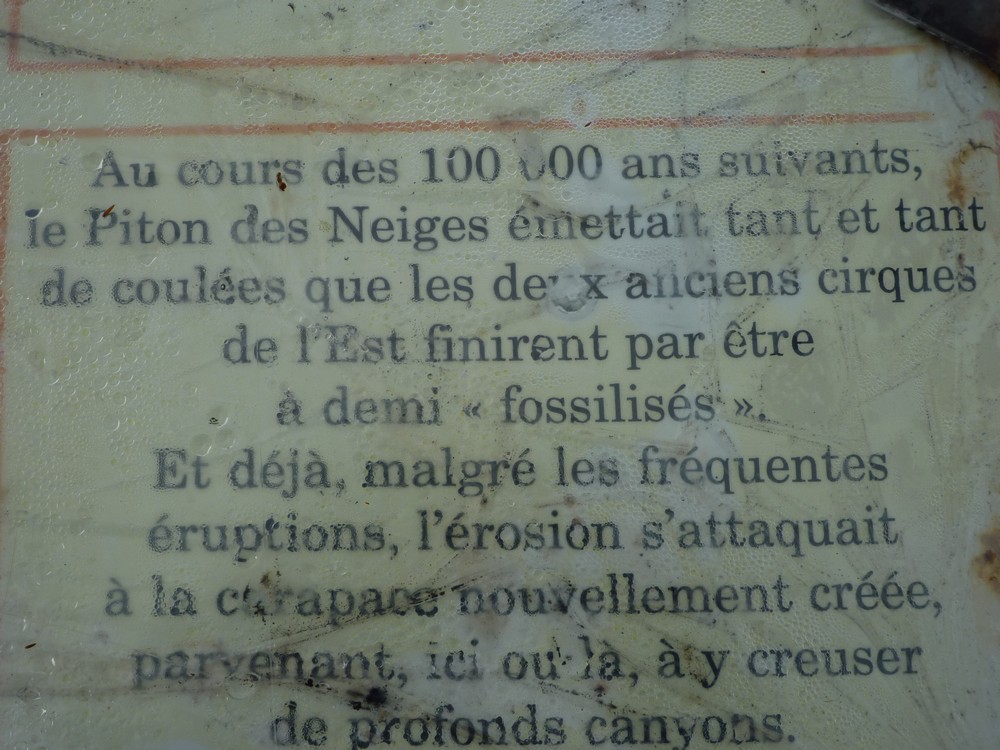 Au cours des 100 000 ans suivants,
le Piton des Neiges émettait tant et tant
de coulées que les deux anciens cirques
de l'Est finirent par être
à demi « fossilisés ».
Et déjà, malgré les fréquentes
éruptions, l'érosion s'attaquait
à la carapace nouvellement créée,
parvenant, ici ou là, à y creuser
de profonds canyons.